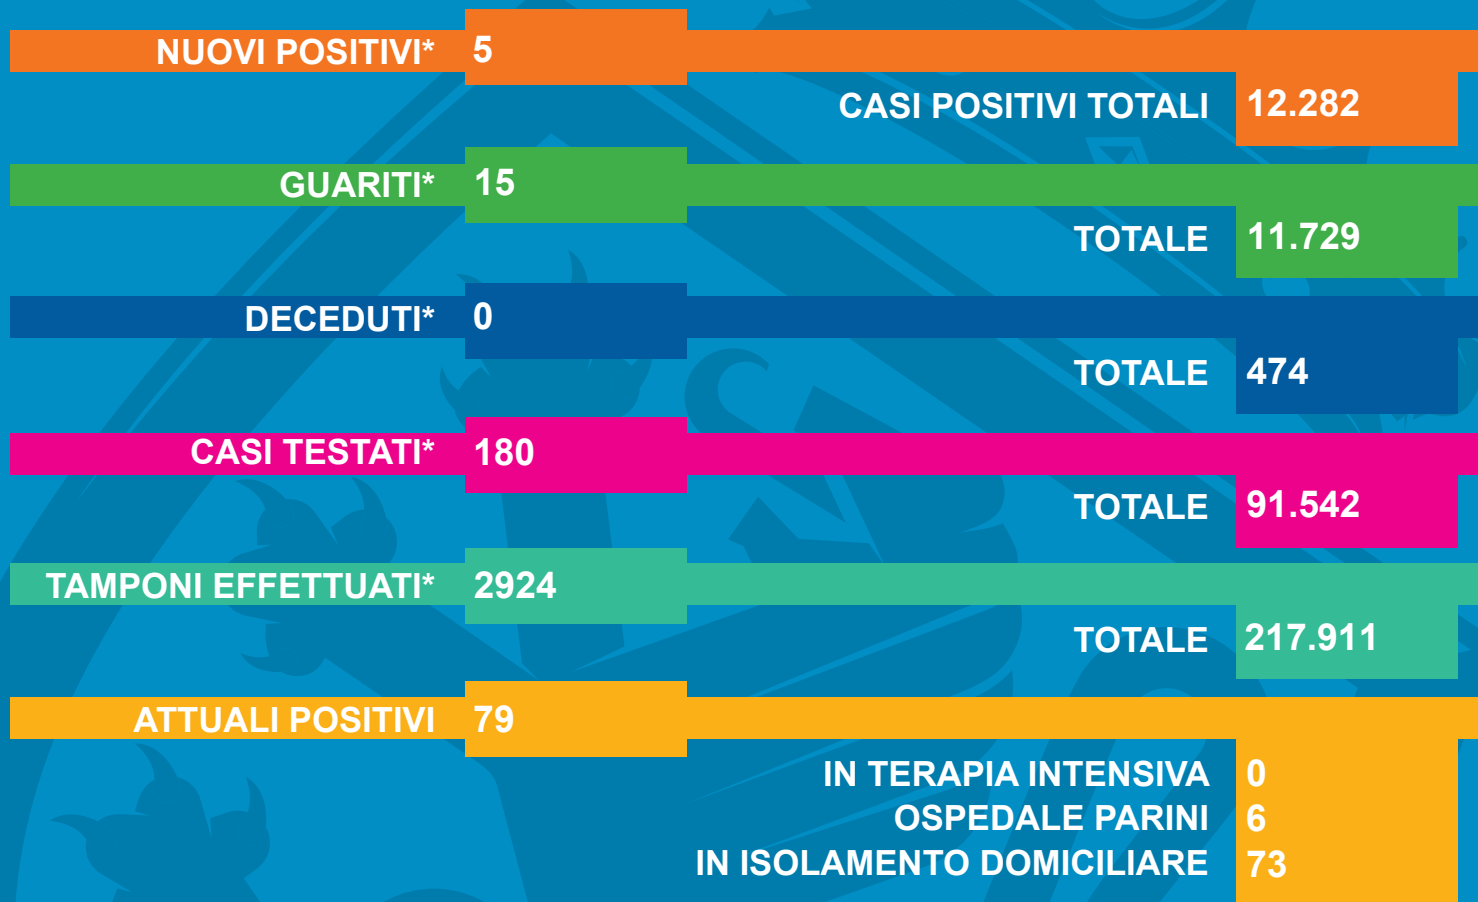 NUOVI POSITIVI* 5
CASI POSITIVI TOTALI 12.282
GUARITI* 15
TOTALE 11.729
DECEDUTI* 0
TOTALE 474
CASI TESTATI* 180
TOTALE 91.542
TAMPONI EFFETTUATI* 2924
TOTALE 217.911
ATTUALI POSITIVI 79
IN TERAPIA INTENSIVA 0
OSPEDALE PARINI 6
IN ISOLAMENTO DOMICILIARE 73